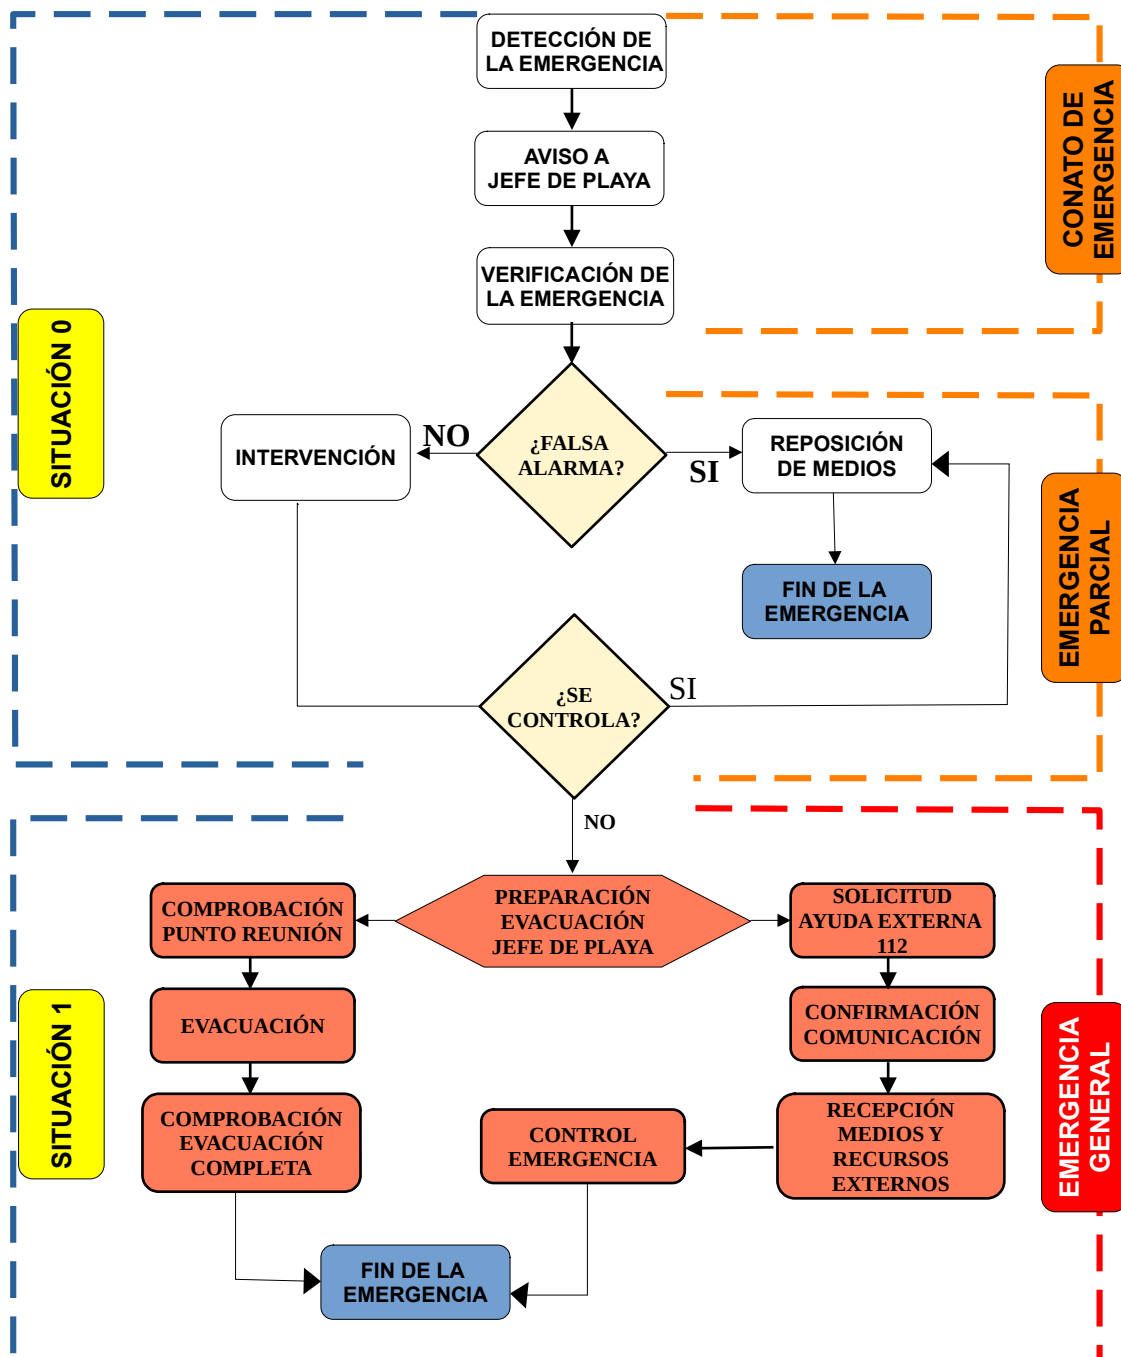 DETECCIÓN DE
LA EMERGENCIA
CONATO DE
EMERGENCIA
AVISO A
JEFE DE PLAYA
VERIFICACIÓN DE
LA EMERGENCIA
SITUACIÓN 0
¿FALSA
ALARMA?
NO
SI
INTERVENCIÓN
REPOSICIÓN
DE MEDIOS
EMERGENCIA
PARCIAL
FIN DE LA
EMERGENCIA
¿SE
CONTROLA?
SI
NO
PREPARACIÓN
EVACUACIÓN
JEFE DE PLAYA
COMPROBACIÓN
PUNTO REUNIÓN
SOLICITUD
AYUDA EXTERNA
112
SITUACIÓN 1
EVACUACIÓN
CONFIRMACIÓN
COMUNICACIÓN
EMERGENCIA
GENERAL
COMPROBACIÓN
EVACUACIÓN
COMPLETA
CONTROL
EMERGENCIA
RECEPCIÓN
MEDIOS Y
RECURSOS
EXTERNOS
FIN DE LA
EMERGENCIA